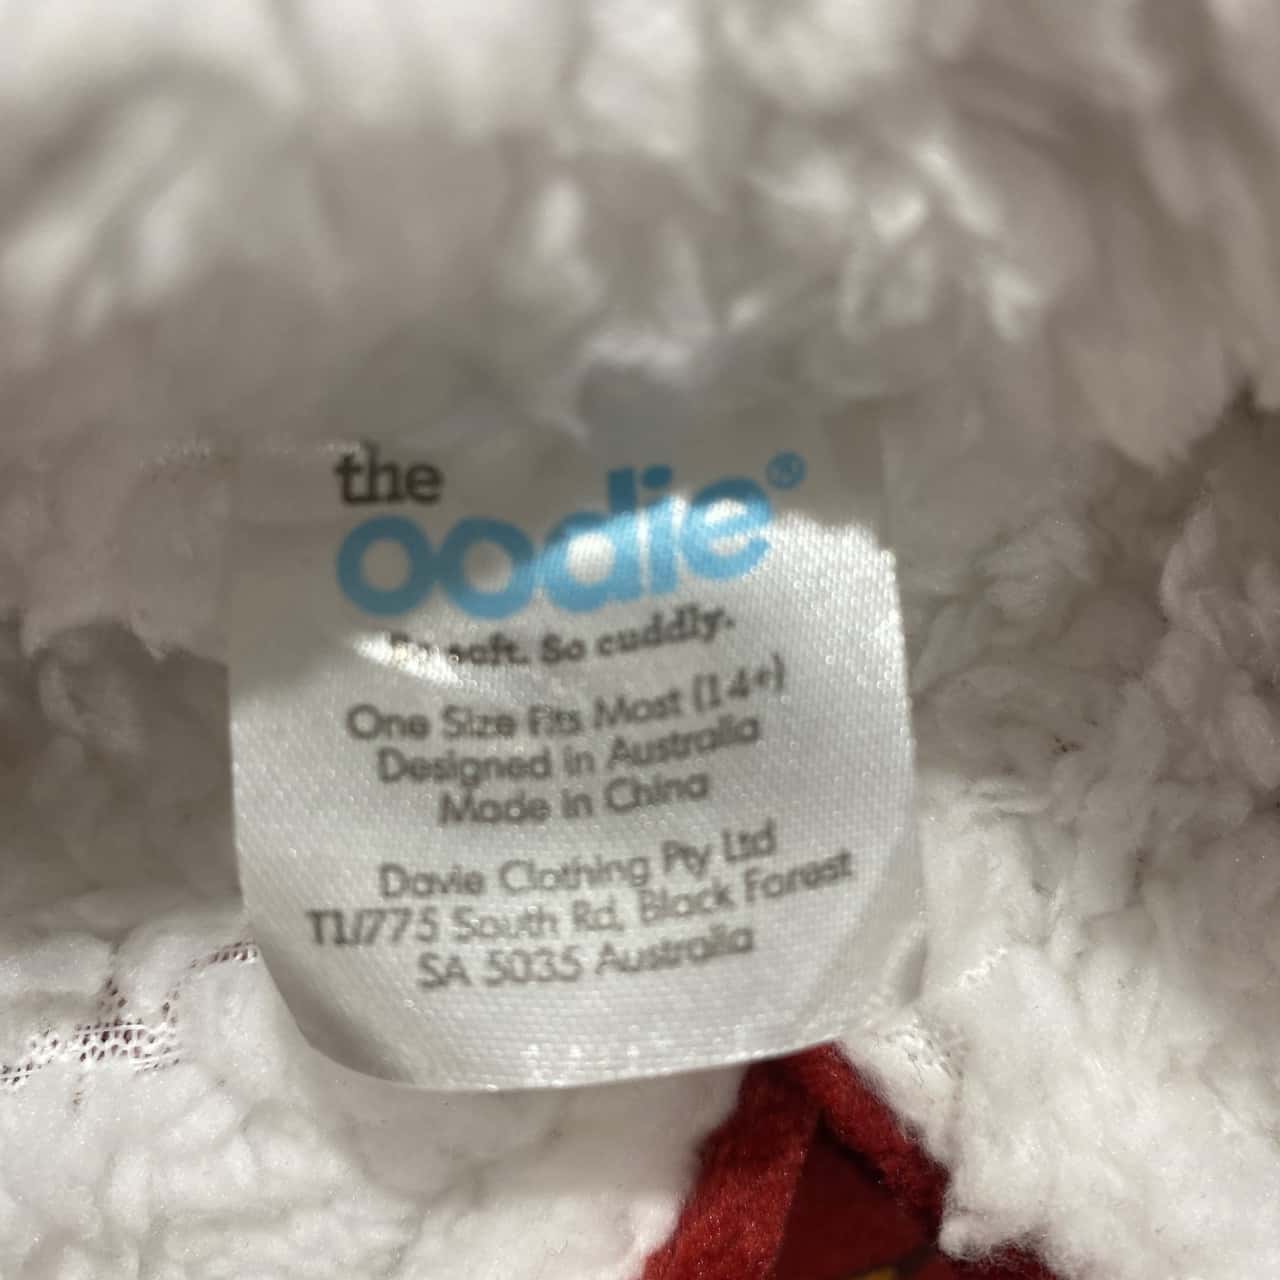 the
oodie®
So soft. So cuddly.
One Size Fits Most (14+)
Designed in Australia
Made in China
Davie Clothing Pty Ltd
T1/775 South Rd, Black Forest
SA 5035 Australia